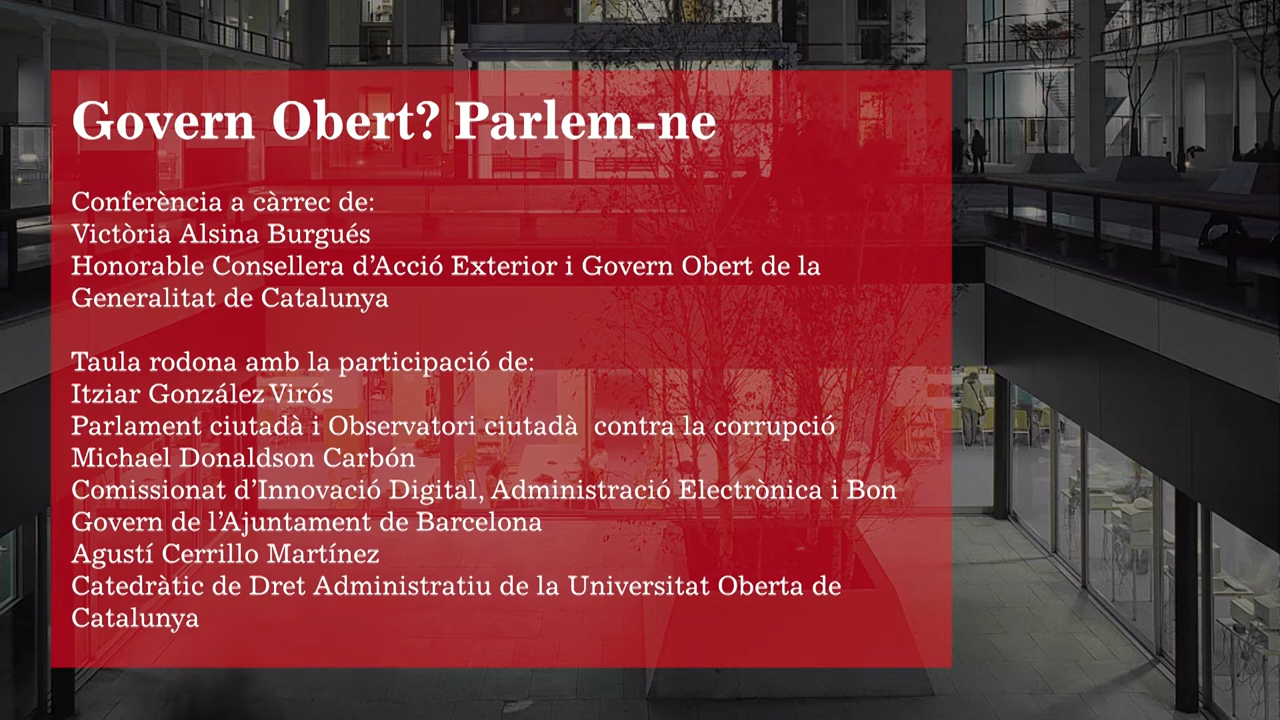 Govern Obert? Parlem-ne
Conferència a càrrec de:
Victòria Alsina Burgués
Honorable Consellera d’Acció Exterior i Govern Obert de la
Generalitat de Catalunya
Taula rodona amb la participació de:
Itziar González Virós
Parlament ciutadà i Observatori ciutadà  contra la corrupció
Michael Donaldson Carbón
Comissionat d’Innovació Digital, Administració Electrònica i Bon
Govern de l’Ajuntament de Barcelona
Agustí Cerrillo Martínez
Catedràtic de Dret Administratiu de la Universitat Oberta de
Catalunya